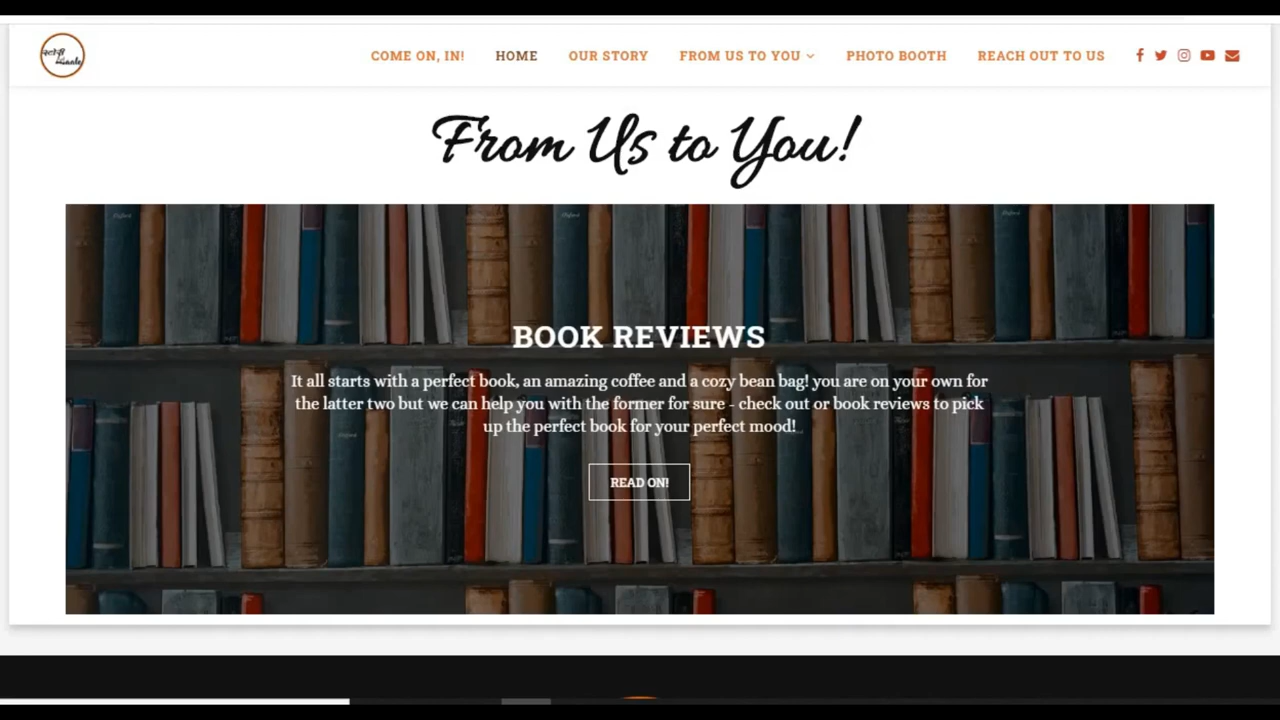 COME ON, IN! HOME OUR STORY FROM US TO YOU PHOTO BOOTH REACH OUT TO US
From Us to You!
BOOK REVIEWS
It all starts with a perfect book, an amazing coffee and a cozy bean bag! you are on your own for
the latter two but we can help you with the former for sure - check out or book reviews to pick
up the perfect book for your perfect mood!
READ ON!